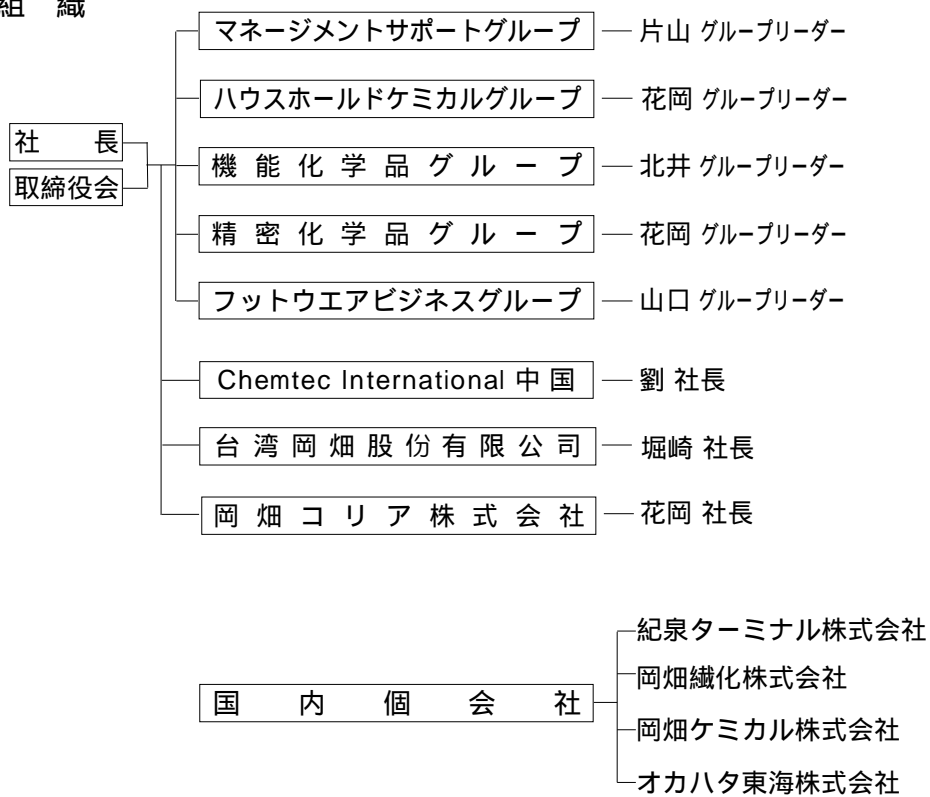 組 織
マネージメントサポートグループ 片山 グループリーダー
ハウスホールドケミカルグループ 花岡 グループリーダー
社 長
機能化学品グループ 北井 グループリーダー
取締役会
精密化学品グループ 花岡 グループリーダー
フットウエアビジネスグループ 山口 グループリーダー
Chemtec International 中国 劉 社長
台湾岡畑股份有限公司 堀崎 社長
岡畑コリア株式会社 花岡 社長
紀泉ターミナル株式会社
岡畑繊化株式会社
国内個会社
岡畑ケミカル株式会社
オカハタ東海株式会社